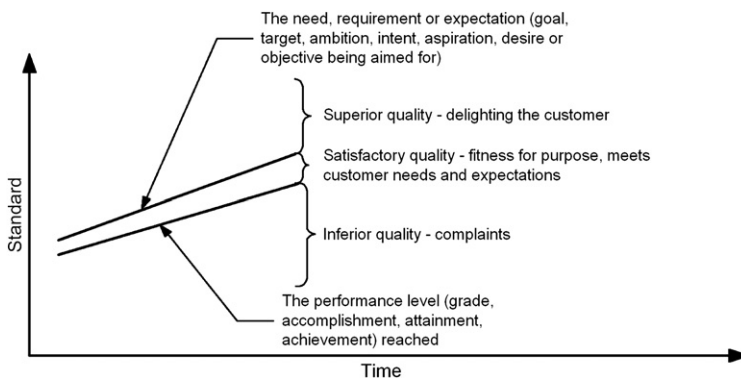 The need, requirement or expectation (goal,
target, ambition, intent, aspiration, desire or
objective being aimed for)
Superior quality - delighting the customer
Satisfactory quality - fitness for purpose, meets
customer needs and expectations
Standard
Inferior quality - complaints
The performance level (grade,
accomplishment, attainment,
achievement) reached
Time